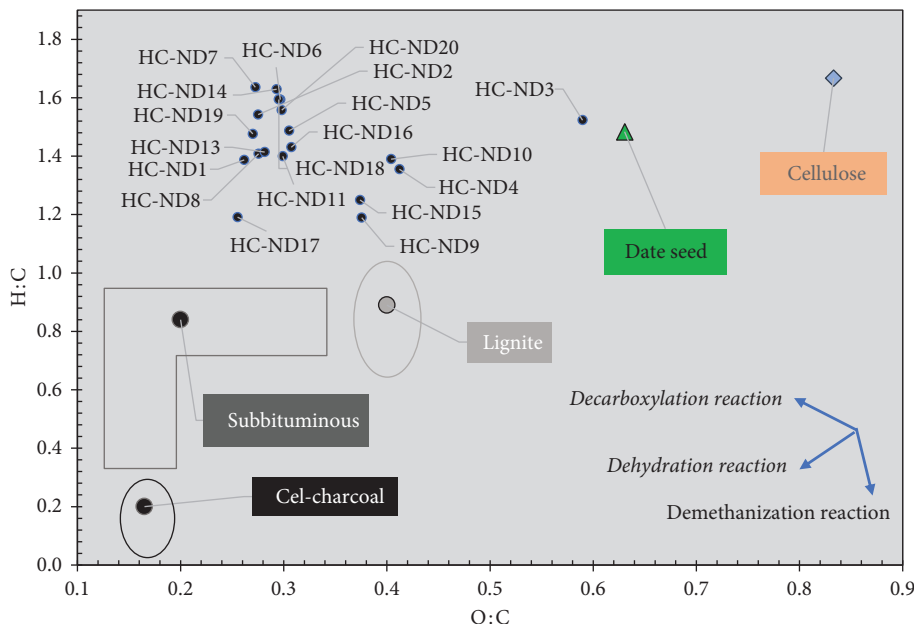 1.8
1.6
1.4
1.2
1.0
0.8
0.6
0.4
0.2
0.0
H:C
0.1
0.2
0.3
0.4
0.5
0.6
0.7
0.8
0.9
O:C
HC-ND6
HC-ND20
HC-ND7
HC-ND2
HC-ND14
HC-ND5
HC-ND3
HC-ND19
HC-ND16
HC-ND13
HC-ND10
HC-ND1
HC-ND18
HC-ND4
HC-ND8
HC-ND11
HC-ND15
HC-ND17
HC-ND9
Cellulose
Date seed
Lignite
Subbituminous
Cel-charcoal
Decarboxylation reaction
Dehydration reaction
Demethanization reaction